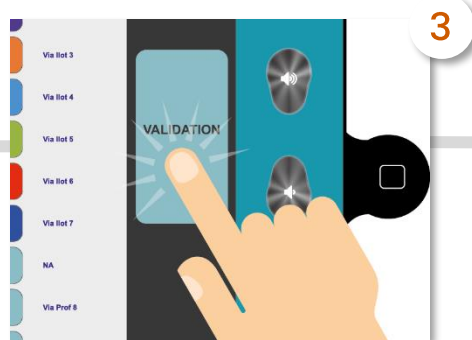 3
Via Ilot 3
Via Ilot 4
VALIDATION
Via Ilot 5
Via Ilot 6
Via Ilot 7
NA
Via Prof 8